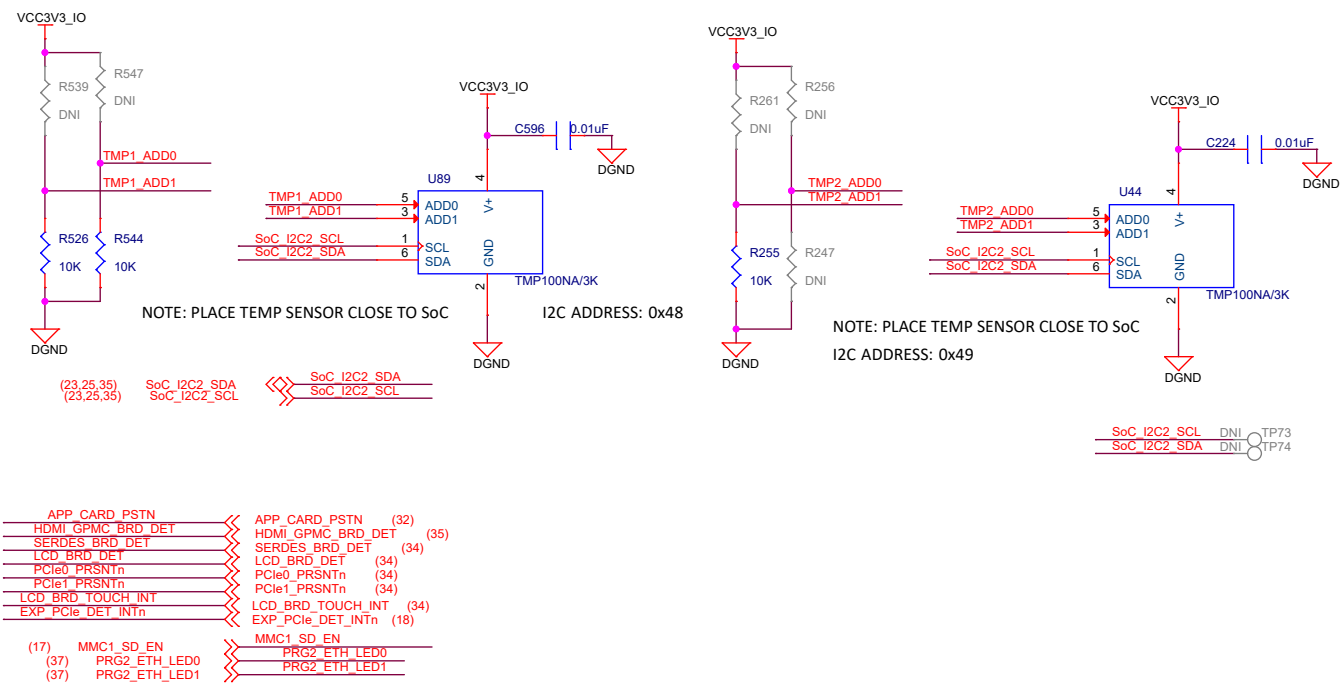 VCC3V3_IO
R539
DNI
R547
DNI
TMP1_ADD0
TMP1_ADD1
R526
10K
R544
10K
DGND
VCC3V3_IO
C596
0.01uF
DGND
U89
4
TMP1_ADD0 5 ADD0
TMP1_ADD1 3 ADD1
V+
SoC_I2C2_SCL 1 SCL
SoC_I2C2_SDA 6 SDA
GND
2
TMP100NA/3K
DGND
NOTE: PLACE TEMP SENSOR CLOSE TO SoC
I2C ADDRESS: 0x48
VCC3V3_IO
R261
DNI
R256
DNI
TMP2_ADD0
TMP2_ADD1
R255
10K
R247
DNI
DGND
VCC3V3_IO
C224
0.01uF
DGND
U44
4
TMP2_ADD0 5 ADD0
TMP2_ADD1 3 ADD1
V+
SoC_I2C2_SCL 1 SCL
SoC_I2C2_SDA 6 SDA
GND
2
TMP100NA/3K
DGND
NOTE: PLACE TEMP SENSOR CLOSE TO SoC
I2C ADDRESS: 0x49
(23,25,35) SoC_I2C2_SDA SoC_I2C2_SDA
(23,25,35) SoC_I2C2_SCL SoC_I2C2_SCL
SoC_I2C2_SCL DNI TP73
SoC_I2C2_SDA DNI TP74
APP_CARD_PSTN APP_CARD_PSTN (32)
HDMI_GPMC_BRD_DET HDMI_GPMC_BRD_DET (35)
SERDES_BRD_DET SERDES_BRD_DET (34)
LCD_BRD_DET LCD_BRD_DET (34)
PCIe0_PRSNTn PCIe0_PRSNTn (34)
PCIe1_PRSNTn PCIe1_PRSNTn (34)
LCD_BRD_TOUCH_INT LCD_BRD_TOUCH_INT (34)
EXP_PCIe_DET_INTn EXP_PCIe_DET_INTn (18)
(17) MMC1_SD_EN MMC1_SD_EN
(37) PRG2_ETH_LED0 PRG2_ETH_LED0
(37) PRG2_ETH_LED1 PRG2_ETH_LED1